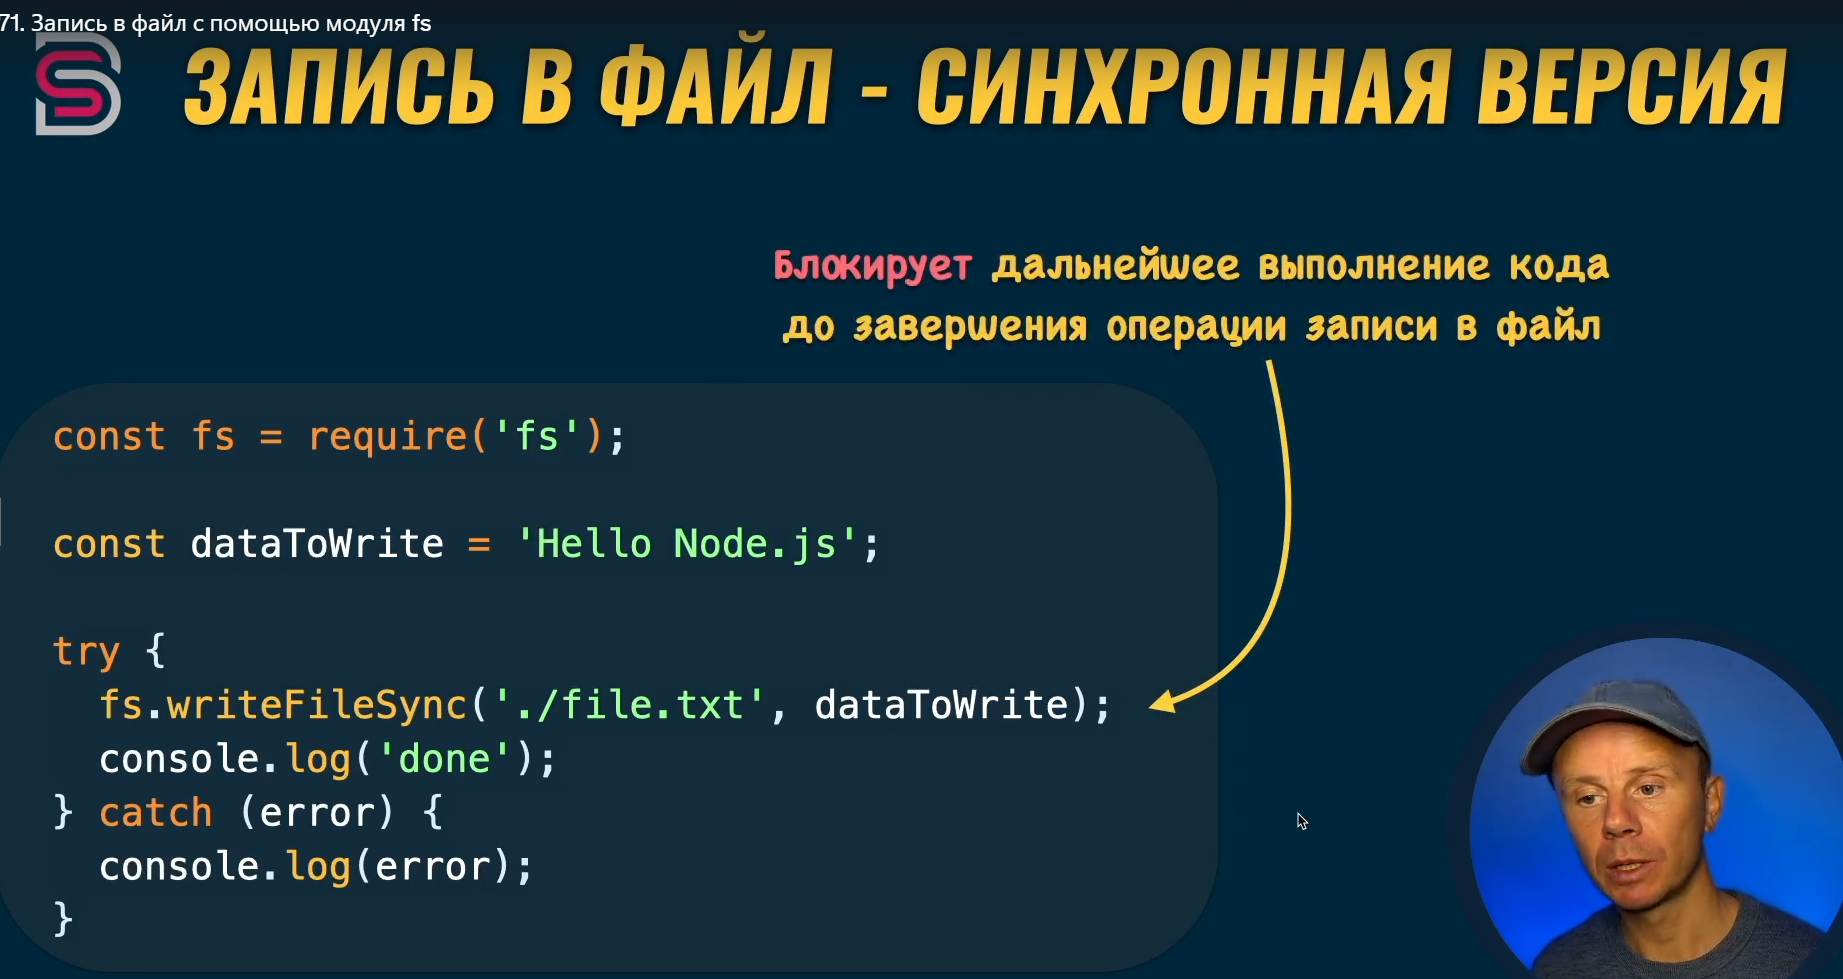 71. Запись в файл с помощью модуля fs
ЗАПИСЬ В ФАЙЛ - СИНХРОННАЯ ВЕРСИЯ
Блокирует дальнейшее выполнение кода
до завершения операции записи в файл
const fs = require('fs');
const dataToWrite = 'Hello Node.js';
try {
  fs.writeFileSync('./file.txt', dataToWrite);
  console.log('done');
} catch (error) {
  console.log(error);
}